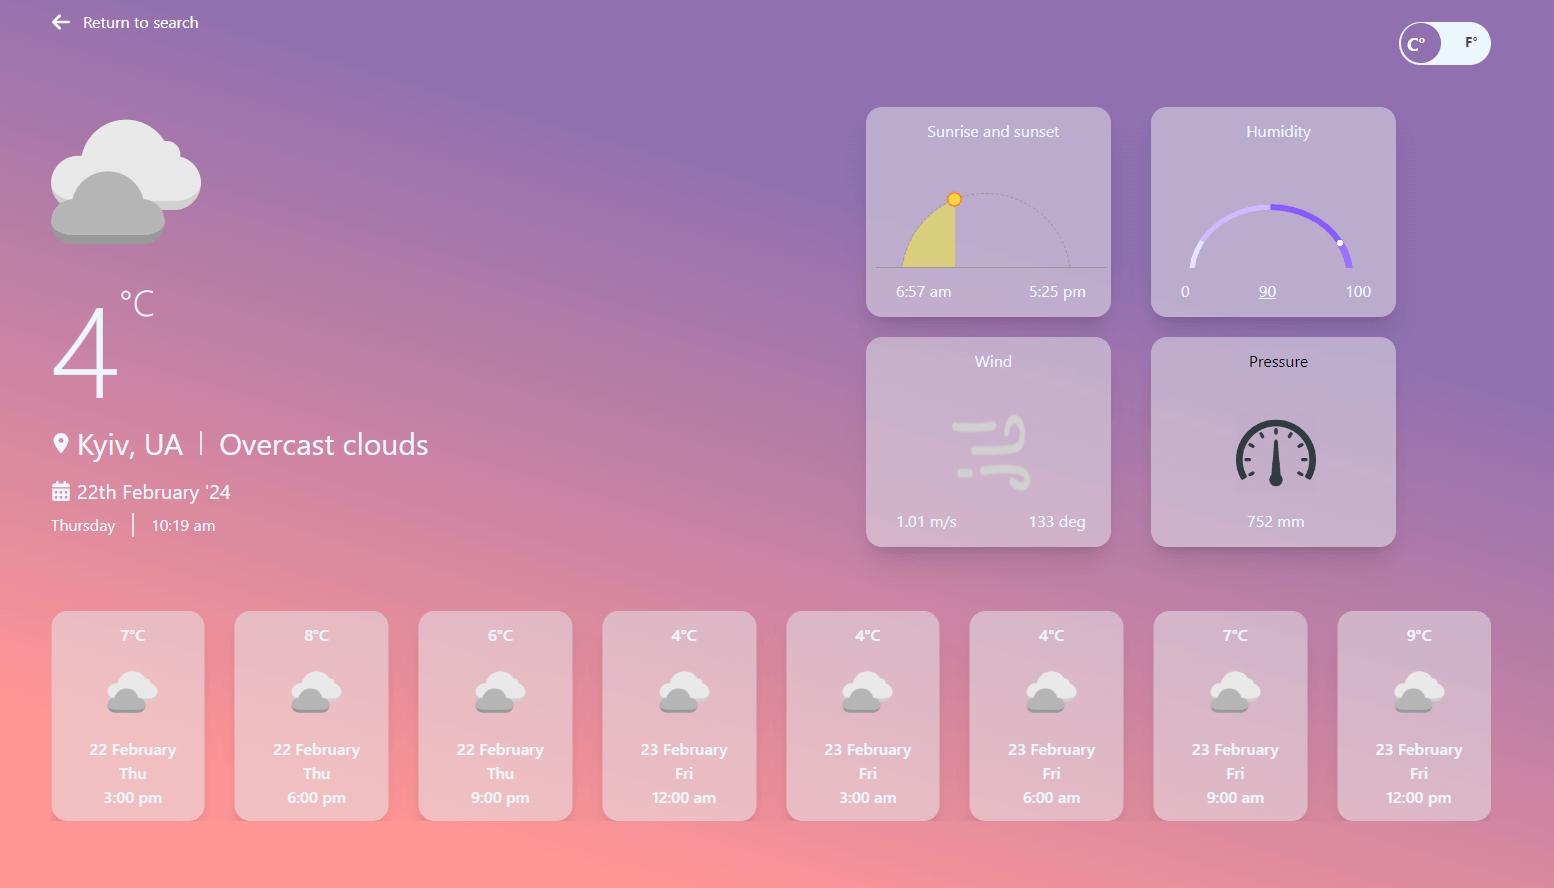 Return to search
C°
F°
4 °C
Kyiv, UA | Overcast clouds
22th February '24
Thursday | 10:19 am
Sunrise and sunset
6:57 am
5:25 pm
Humidity
0
90
100
Wind
1.01 m/s
133 deg
Pressure
752 mm
7°C
22 February
Thu
3:00 pm
8°C
22 February
Thu
6:00 pm
6°C
22 February
Thu
9:00 pm
4°C
23 February
Fri
12:00 am
4°C
23 February
Fri
3:00 am
4°C
23 February
Fri
6:00 am
7°C
23 February
Fri
9:00 am
9°C
23 February
Fri
12:00 pm